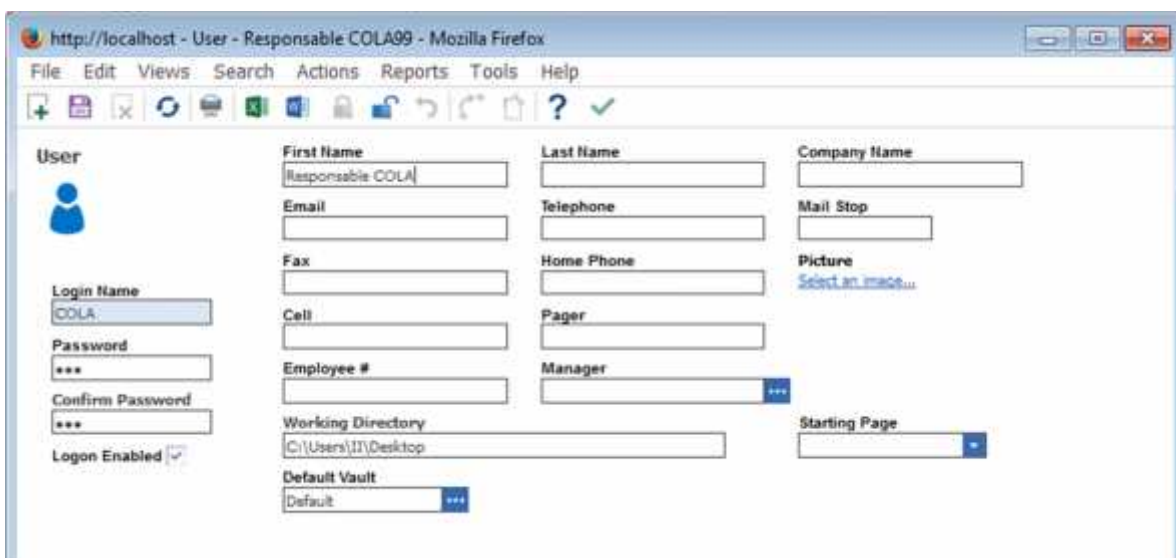 http://localhost - User - Responsable COLA99 - Mozilla Firefox
File Edit Views Search Actions Reports Tools Help
User
First Name Last Name Company Name
Responsable COLA
Email Telephone Mail Stop
Fax Home Phone Picture
Select an image...
Login Name
COLA
Cell Pager
Password
•••
Employee # Manager
Confirm Password
•••
Working Directory Starting Page
C:\Users\II\Desktop
Logon Enabled
Default Vault
Default